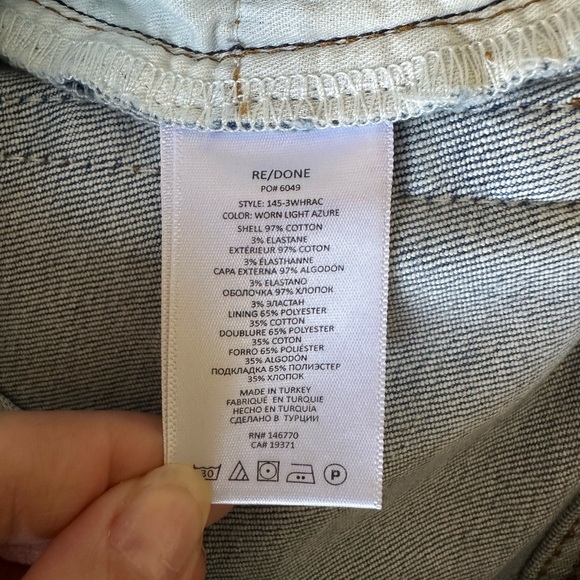 RE/DONE
PO# 6049
STYLE: 145-3WHRAC
COLOR: WORN LIGHT AZURE
SHELL 97% COTTON
3% ELASTANE
EXTÉRIEUR 97% COTON
3% ÉLASTHANNE
CAPA EXTERNA 97% ALGODÓN
3% ELASTANO
ОБОЛОЧКА 97% ХЛОПОК
3% ЭЛАСТАН
LINING 65% POLYESTER
35% COTTON
DOUBLURE 65% POLYESTER
35% COTON
FORRO 65% POLIÉSTER
35% ALGODÓN
ПОДКЛАДКА 65% ПОЛИЭСТЕР
35% ХЛОПОК
MADE IN TURKEY
FABRIQUÉ EN TURQUIE
HECHO EN TURQUÍA
СДЕЛАНО В ТУРЦИИ
RN# 146770
CA# 19371
30 P